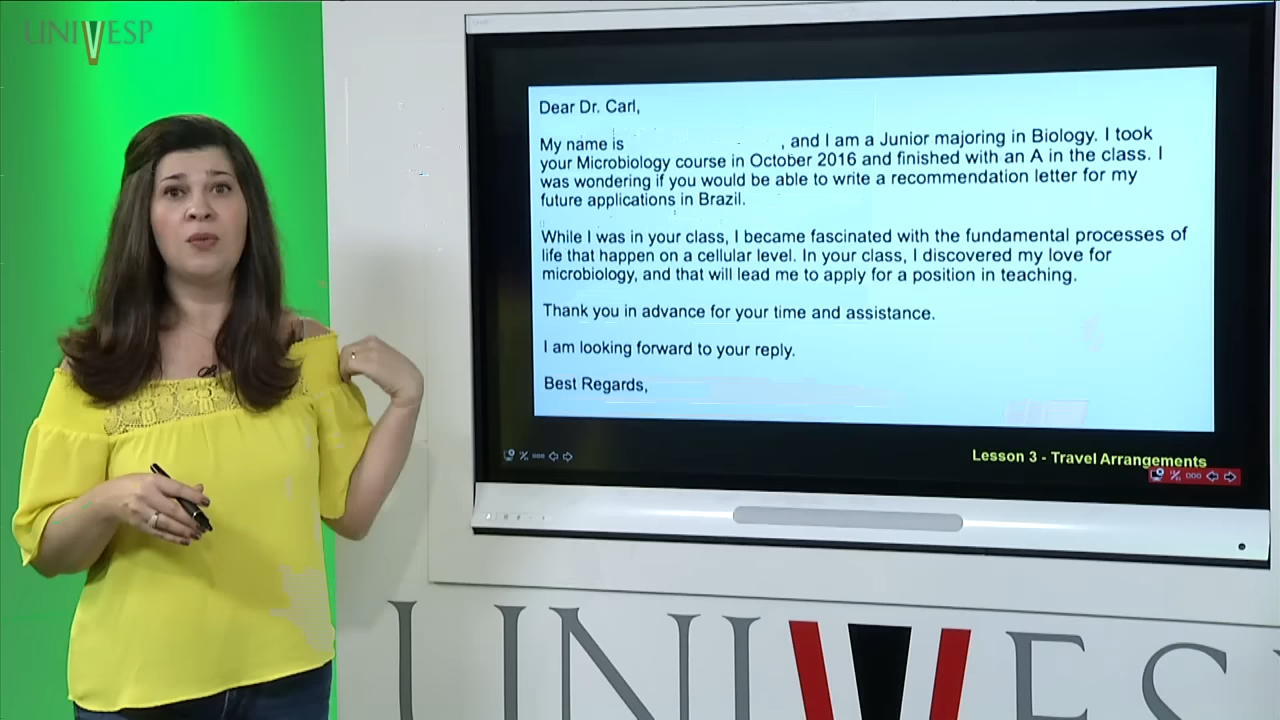 UNIVESP
Dear Dr. Carl,
My name is , and I am a Junior majoring in Biology. I took
your Microbiology course in October 2016 and finished with an A in the class. I
was wondering if you would be able to write a recommendation letter for my
future applications in Brazil.
While I was in your class, I became fascinated with the fundamental processes of
life that happen on a cellular level. In your class, I discovered my love for
microbiology, and that will lead me to apply for a position in teaching.
Thank you in advance for your time and assistance.
I am looking forward to your reply.
Best Regards,
Lesson 3 - Travel Arrangements
UNIVES